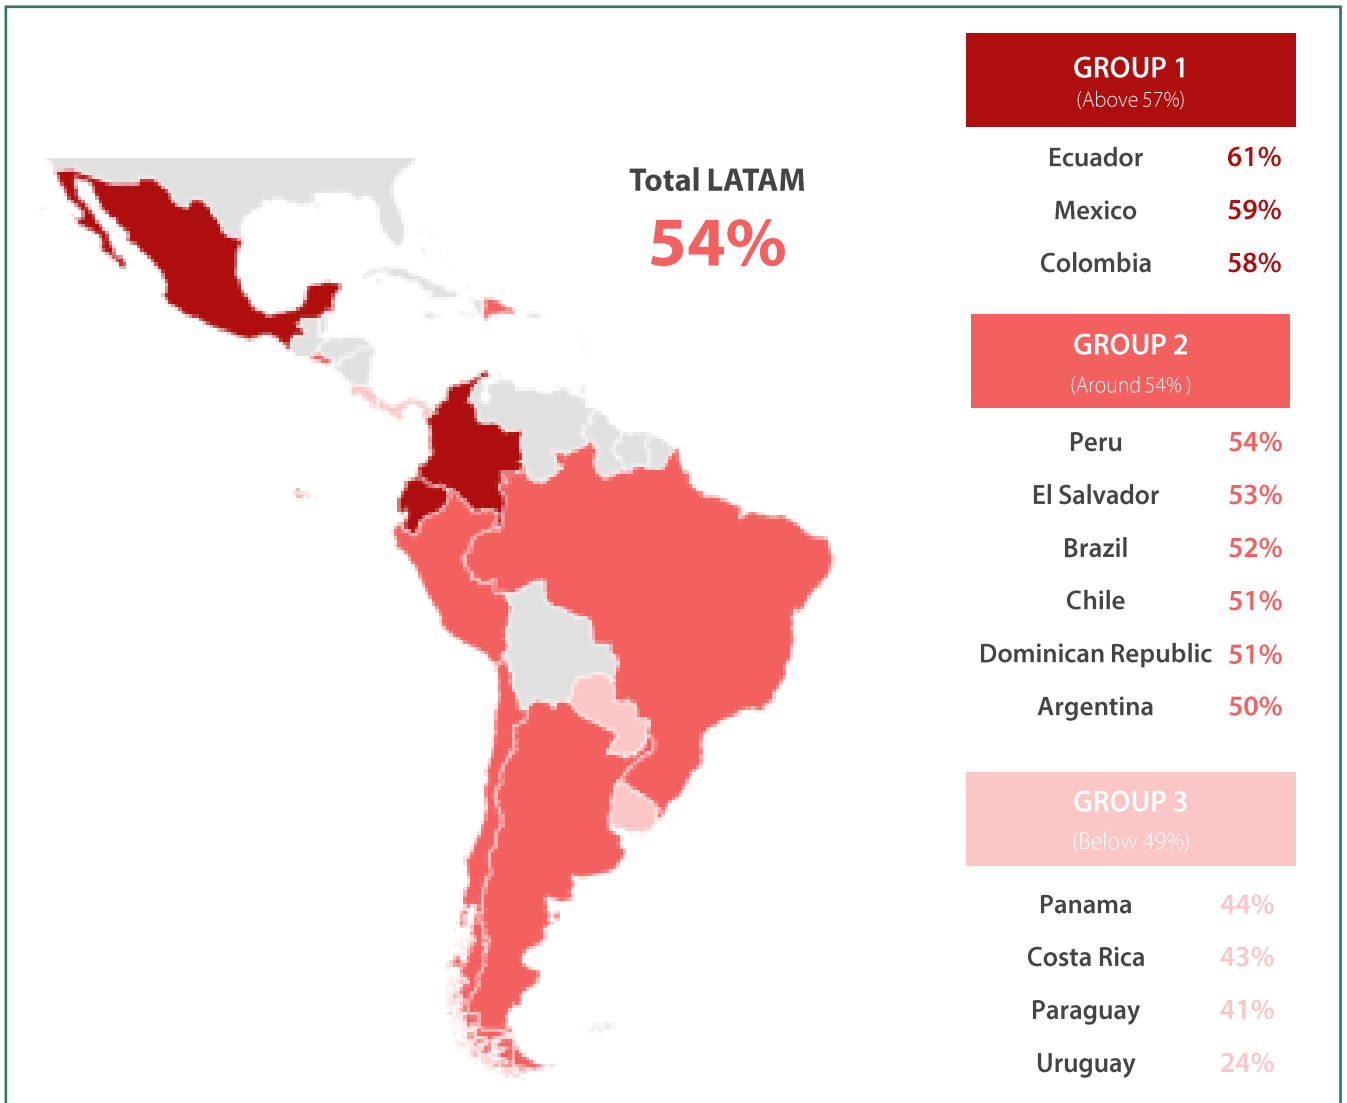 Total LATAM
54%
GROUP 1
(Above 57%)
Ecuador 61%
Mexico 59%
Colombia 58%
GROUP 2
(Around 54% )
Peru 54%
El Salvador 53%
Brazil 52%
Chile 51%
Dominican Republic 51%
Argentina 50%
GROUP 3
(Below 49%)
Panama 44%
Costa Rica 43%
Paraguay 41%
Uruguay 24%